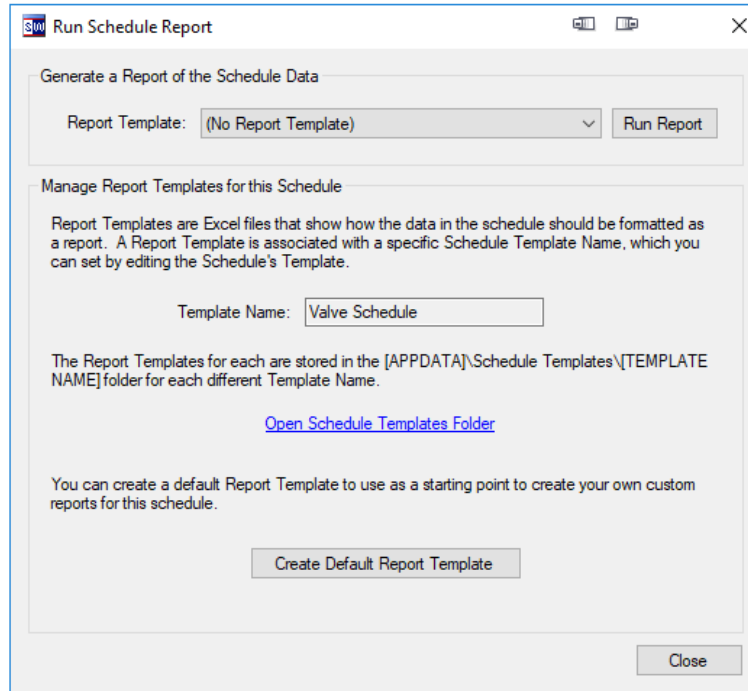 SW Run Schedule Report
Generate a Report of the Schedule Data
Report Template: (No Report Template) Run Report
Manage Report Templates for this Schedule
Report Templates are Excel files that show how the data in the schedule should be formatted as
a report. A Report Template is associated with a specific Schedule Template Name, which you
can set by editing the Schedule's Template.
Template Name: Valve Schedule
The Report Templates for each are stored in the [APPDATA]\Schedule Templates\[TEMPLATE
NAME] folder for each different Template Name.
Open Schedule Templates Folder
You can create a default Report Template to use as a starting point to create your own custom
reports for this schedule.
Create Default Report Template
Close